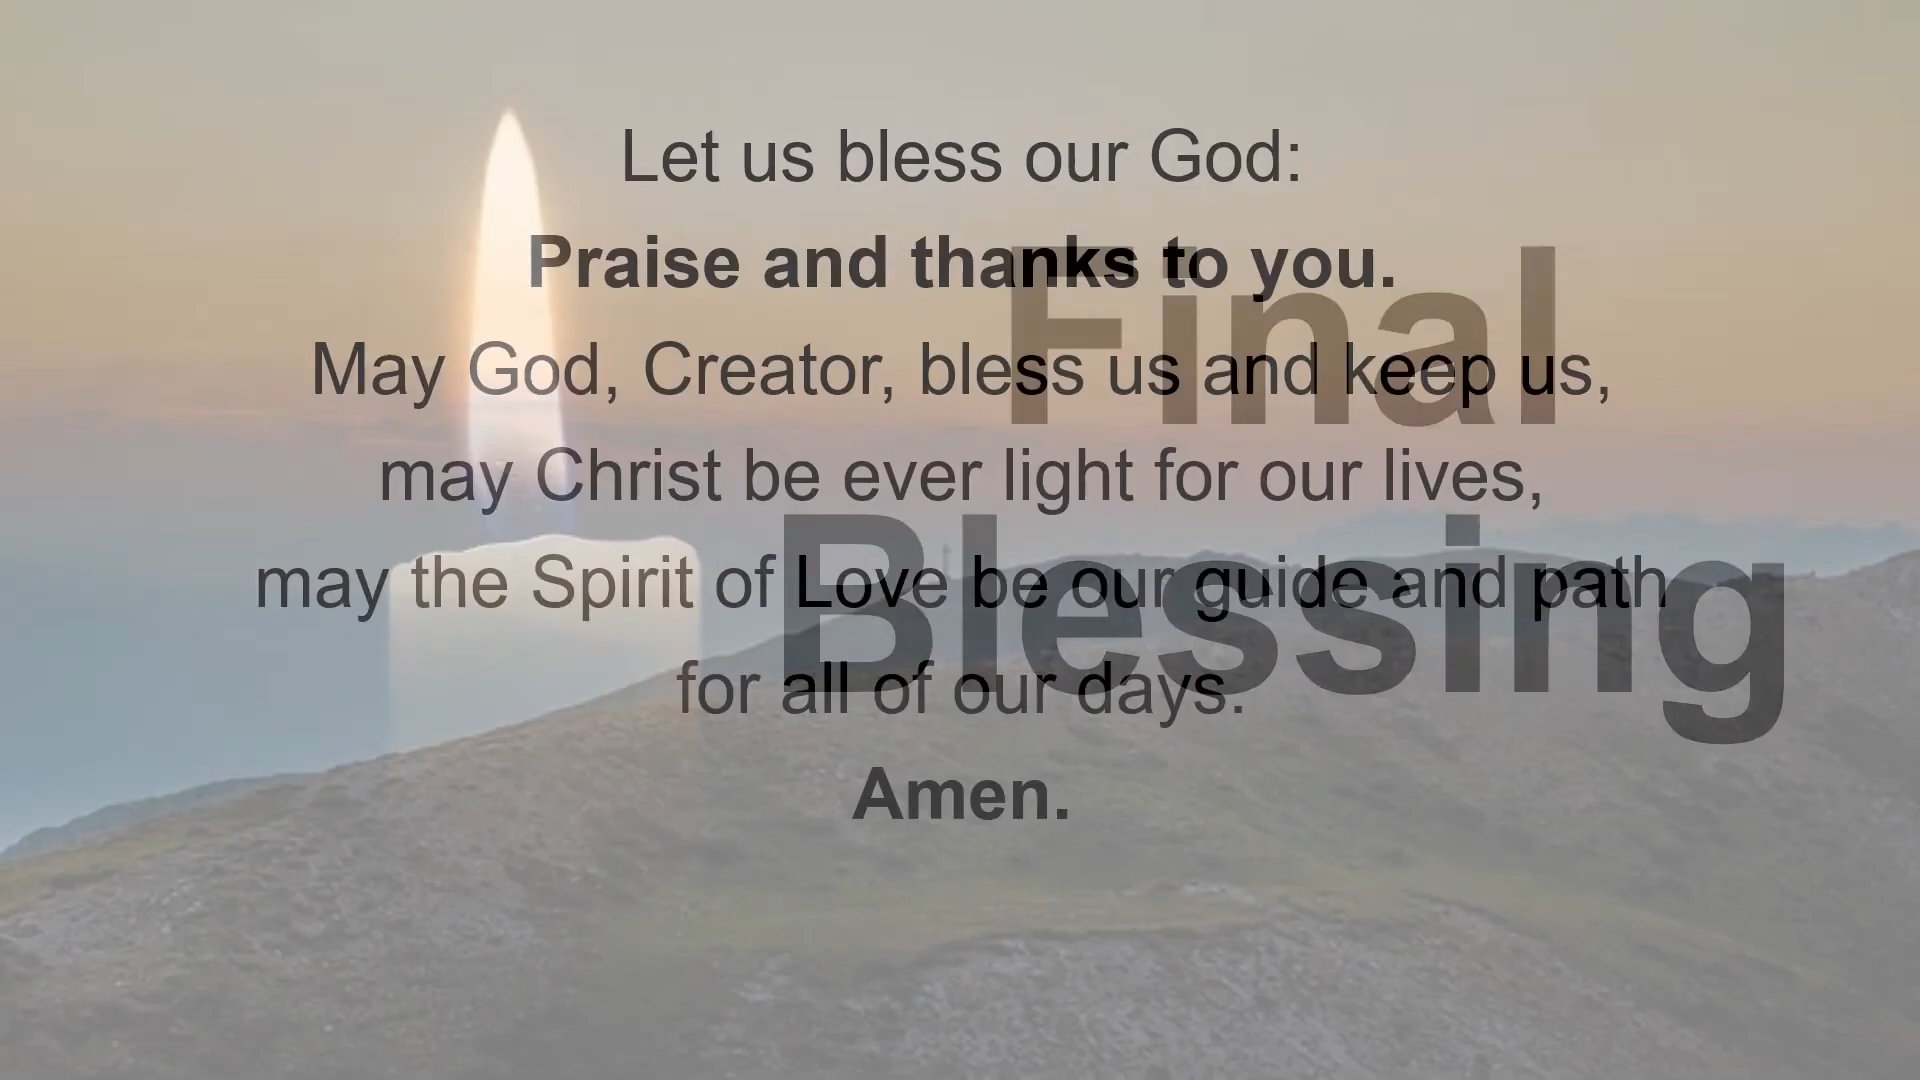 Let us bless our God:
Praise and thanks to you.
May God, Creator, bless us and keep us,
may Christ be ever light for our lives,
may the Spirit of Love be our guide and path
for all of our days.
Amen.
Final
Blessing